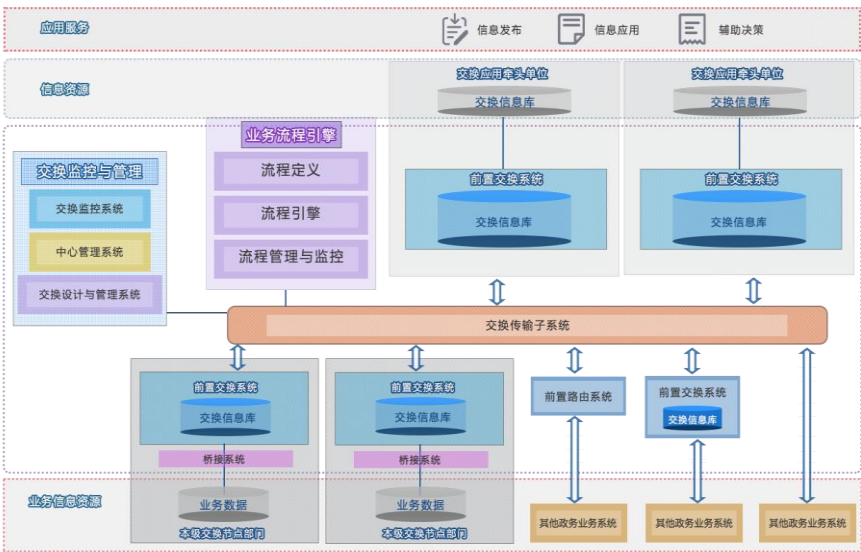 应用服务
信息发布
信息应用
辅助决策
信息资源
交换应用牵头单位
交换信息库
交换应用牵头单位
交换信息库
交换监控与管理
交换监控系统
中心管理系统
交换设计与管理系统
业务流程引擎
流程定义
流程引擎
流程管理与监控
前置交换系统
交换信息库
前置交换系统
交换信息库
交换传输子系统
前置交换系统
交换信息库
桥接系统
前置交换系统
交换信息库
桥接系统
前置路由系统
前置交换系统
交换信息库
业务信息资源
业务数据
本级交换节点部门
业务数据
本级交换节点部门
其他政务业务系统
其他政务业务系统
其他政务业务系统